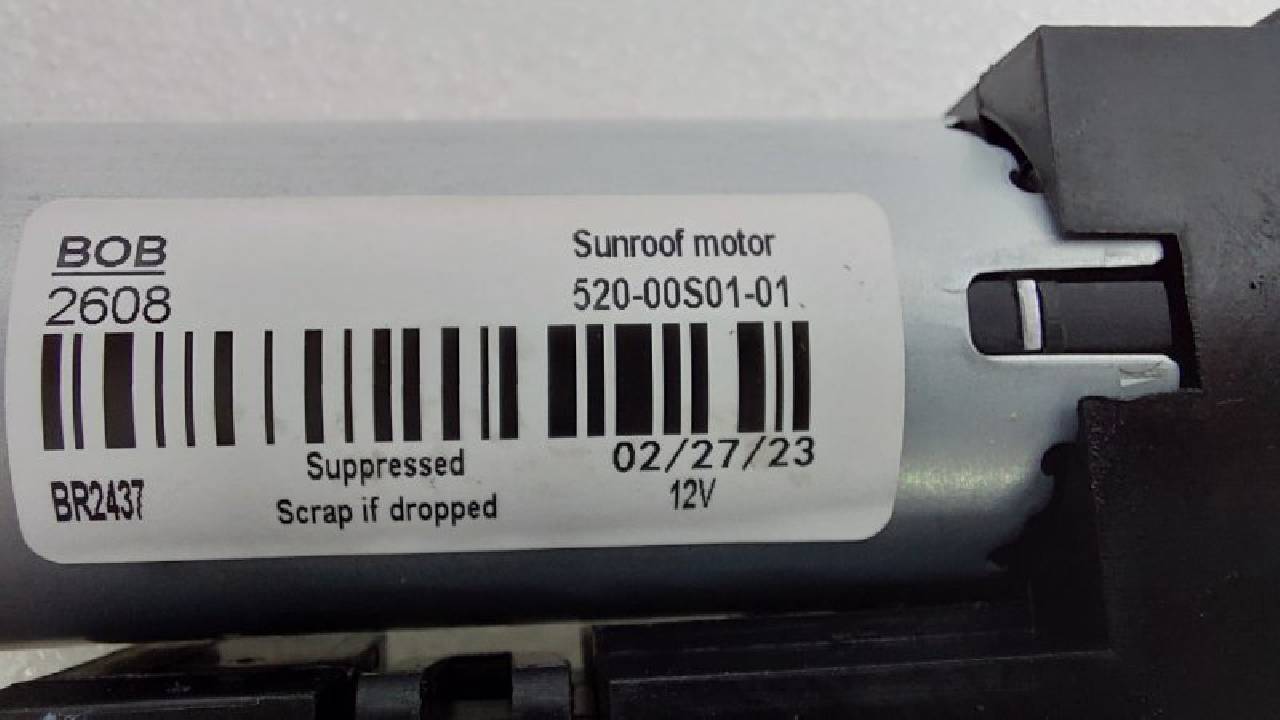 BOB
2608
Sunroof motor
520-00S01-01
02/27/23
12V
Suppressed
Scrap if dropped
BR2437